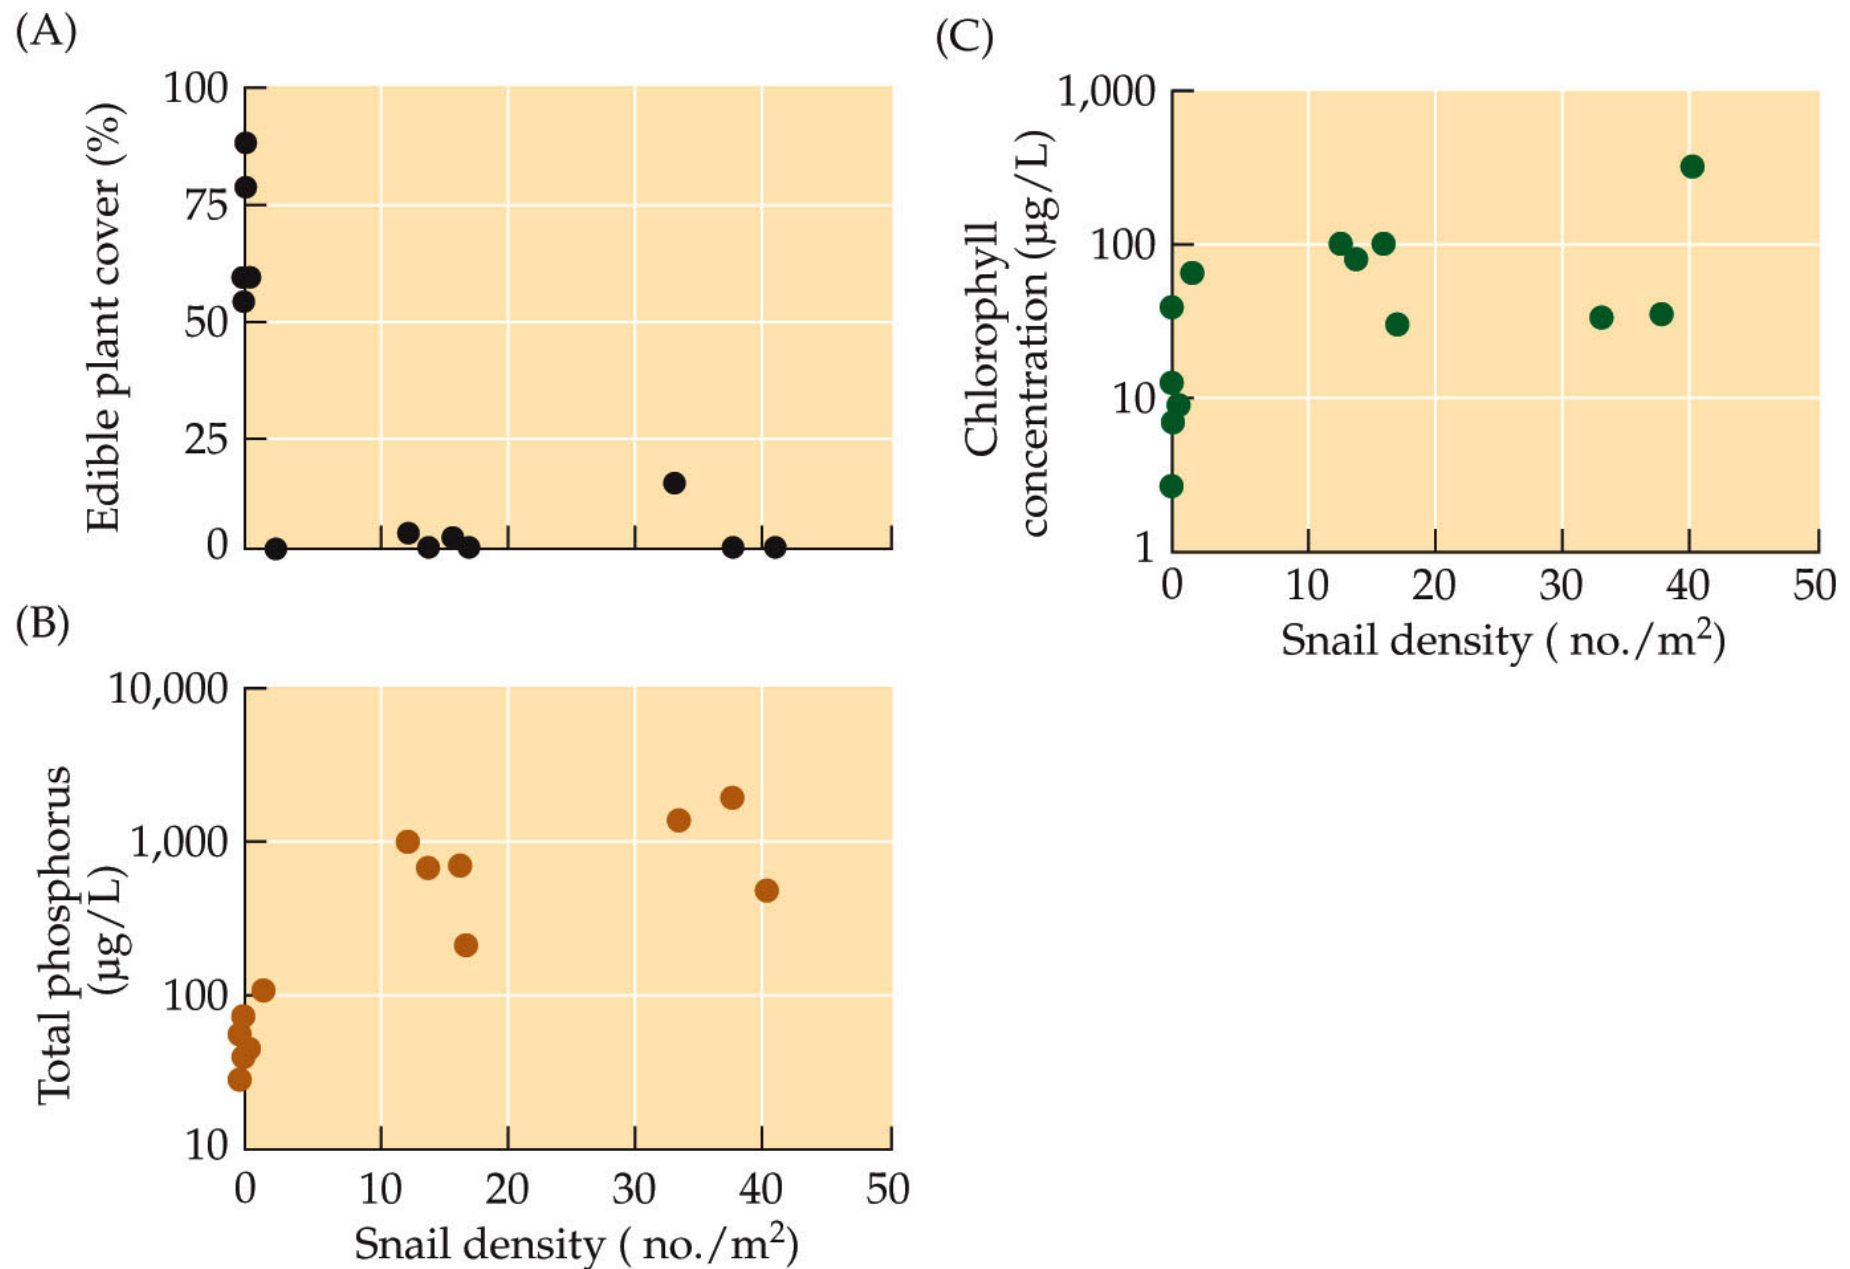 (A)
Edible plant cover (%)
100
75
50
25
0
(B)
Total phosphorus
(µg/L)
10,000
1,000
100
10
0 10 20 30 40 50
Snail density ( no./m²)
(C)
Chlorophyll
concentration (µg/L)
1,000
100
10
1
0 10 20 30 40 50
Snail density ( no./m²)